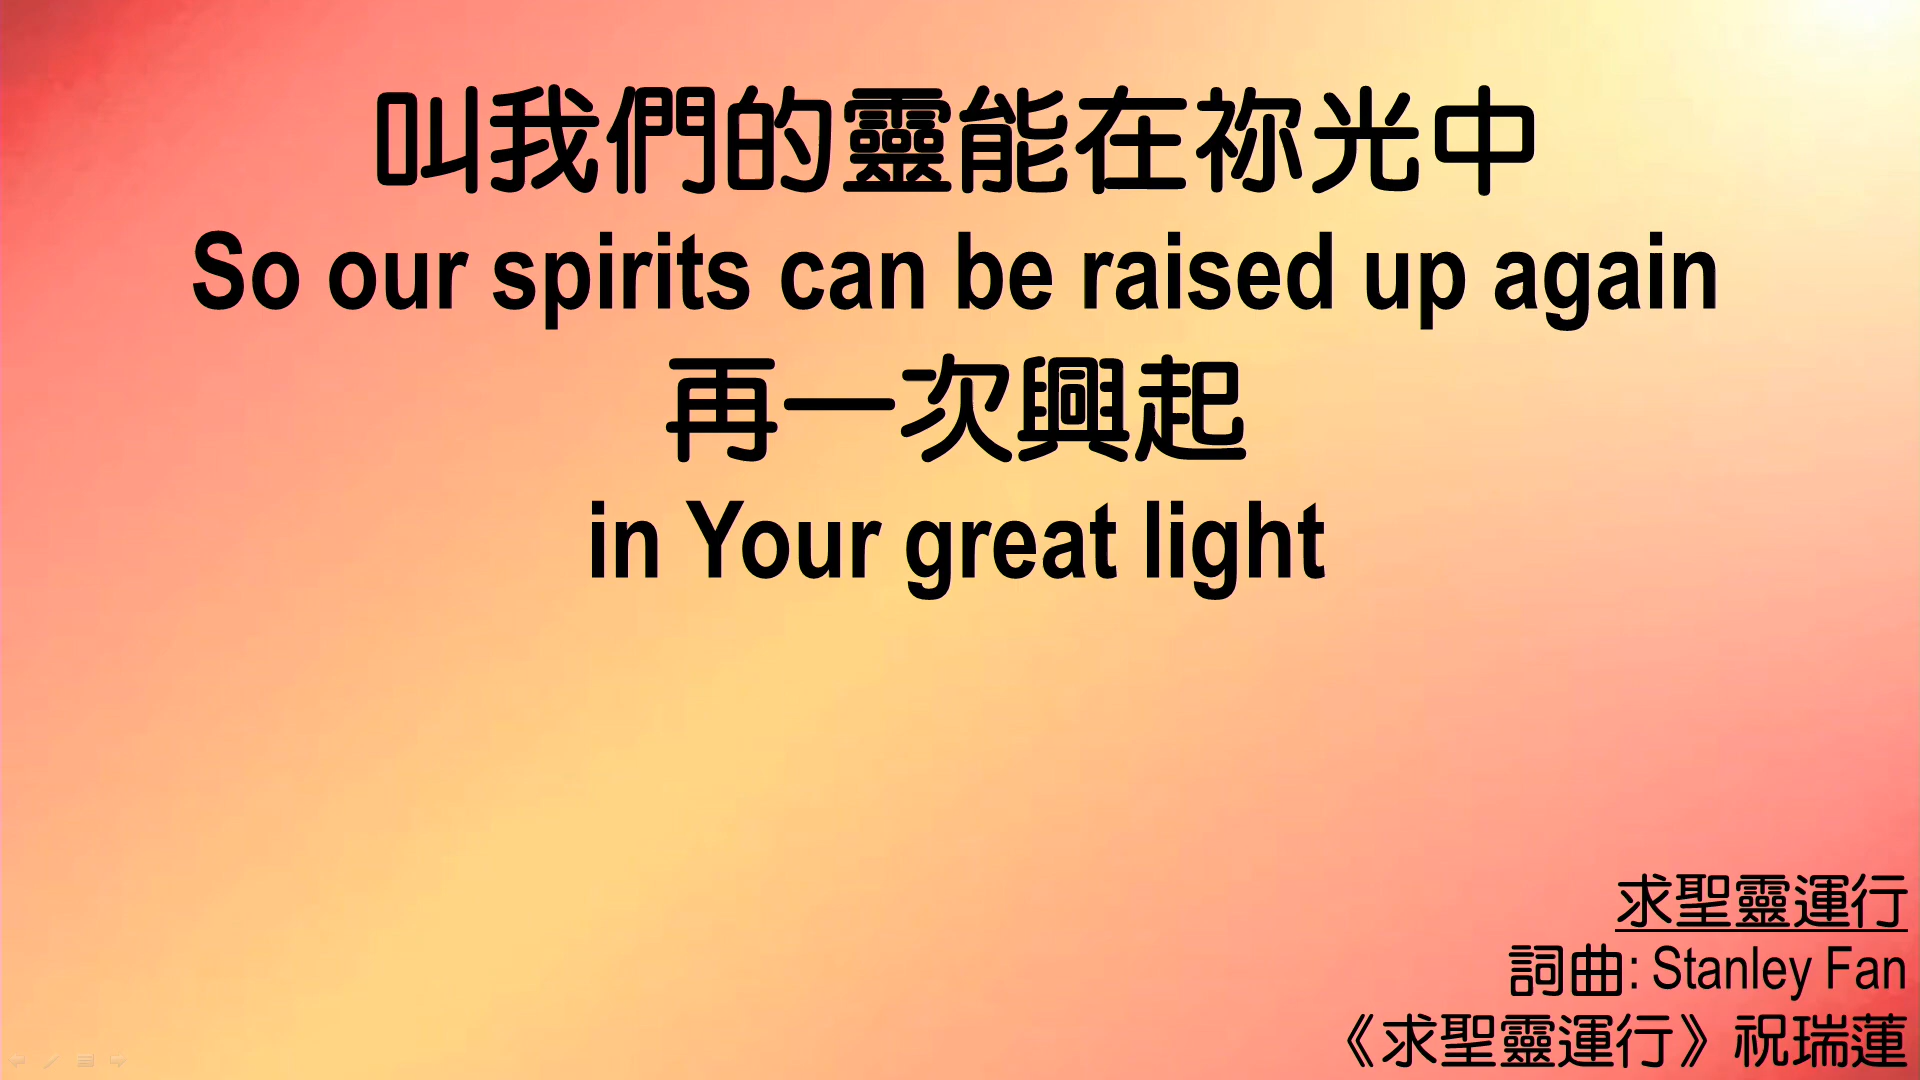 叫我們的靈能在祢光中
So our spirits can be raised up again
再一次興起
in Your great light
求聖靈運行
詞曲: Stanley Fan
《求聖靈運行》祝瑞蓮